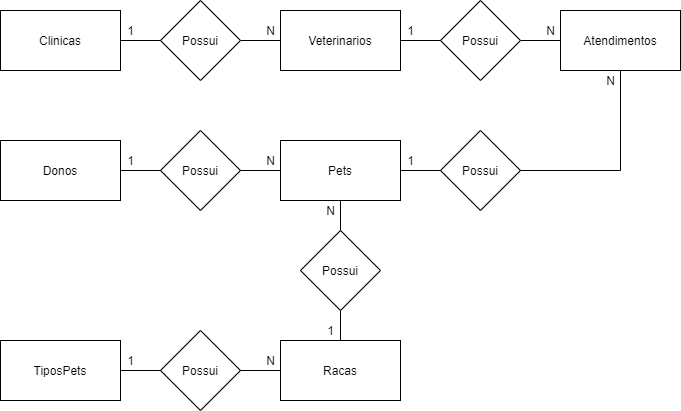 Clinicas
1
Possui
N
Veterinarios
1
Possui
N
Atendimentos
N
Donos
1
Possui
N
Pets
1
Possui
N
Possui
1
TiposPets
1
Possui
N
Racas